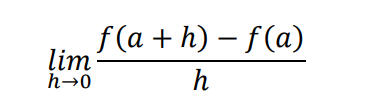 lim h→0 f(a + h) − f(a) / h